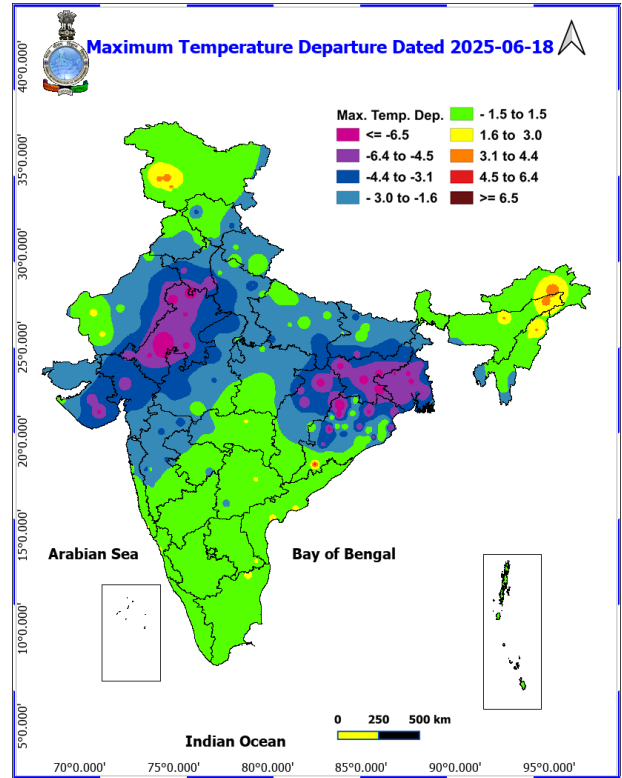 Maximum Temperature Departure Dated 2025-06-18
Max. Temp. Dep.
<= -6.5
-6.4 to -4.5
-4.4 to -3.1
- 3.0 to -1.6
- 1.5 to 1.5
1.6 to 3.0
3.1 to 4.4
4.5 to 6.4
>= 6.5
40°0.000'
35°0.000'
30°0.000'
25°0.000'
20°0.000'
15°0.000'
10°0.000'
5°0.000'
Arabian Sea
Bay of Bengal
Indian Ocean
0 250 500 km
70°0.000' 75°0.000' 80°0.000' 85°0.000' 90°0.000' 95°0.000'